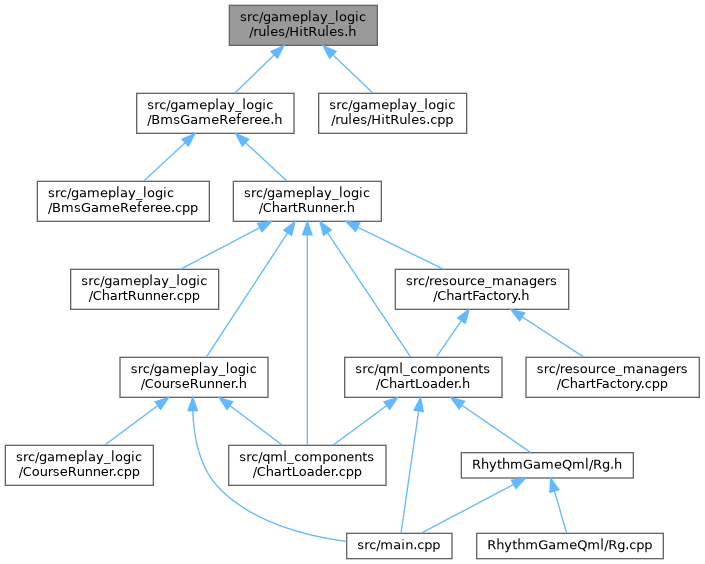 src/gameplay_logic
/rules/HitRules.h
src/gameplay_logic
/BmsGameReferee.h
src/gameplay_logic
/rules/HitRules.cpp
src/gameplay_logic
/BmsGameReferee.cpp
src/gameplay_logic
/ChartRunner.h
src/gameplay_logic
/ChartRunner.cpp
src/resource_managers
/ChartFactory.h
src/gameplay_logic
/CourseRunner.h
src/qml_components
/ChartLoader.h
src/resource_managers
/ChartFactory.cpp
src/gameplay_logic
/CourseRunner.cpp
src/qml_components
/ChartLoader.cpp
RhythmGameQml/Rg.h
src/main.cpp
RhythmGameQml/Rg.cpp